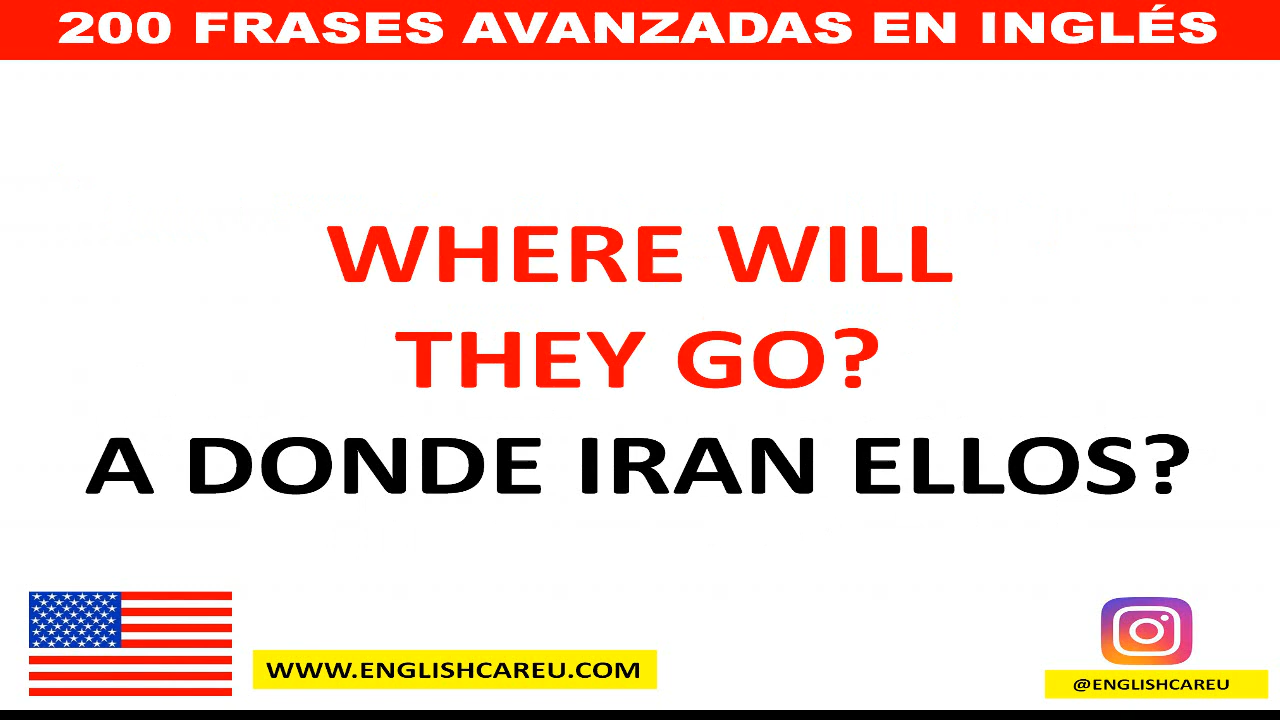 200 FRASES AVANZADAS EN INGLÉS
WHERE WILL
THEY GO?
A DONDE IRAN ELLOS?
WWW.ENGLISHCAREU.COM
@ENGLISHCAREU